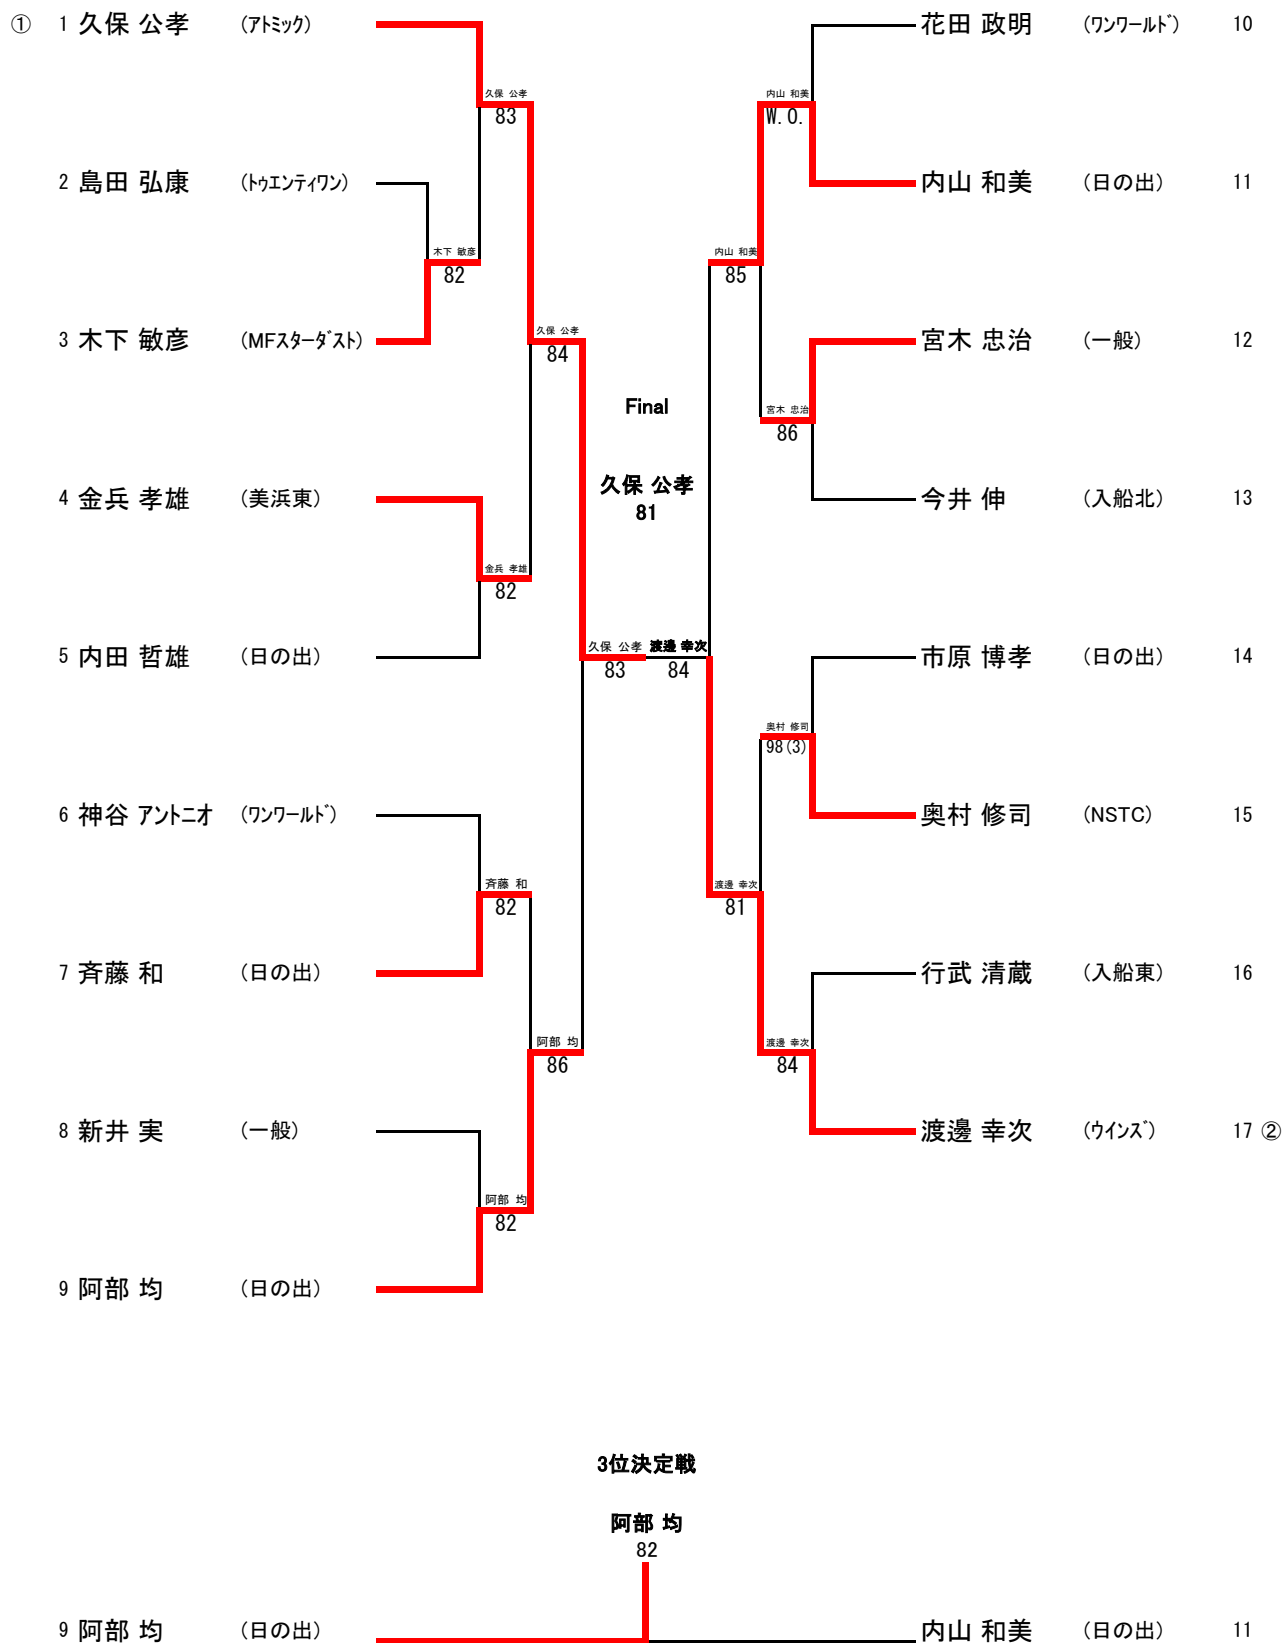 ① 1 久保 公孝 (アトミック)
花田 政明 (ワンワールド) 10
久保 公孝
83
内山 和美
W.O.
2 島田 弘康 (トゥエンティワン)
内山 和美 (日の出) 11
木下 敏彦
82
内山 和美
85
3 木下 敏彦 (MFスターダスト)
久保 公孝
84
宮木 忠治 (一般) 12
Final
宮木 忠治
86
4 金兵 孝雄 (美浜東)
久保 公孝
81
今井 伸 (入船北) 13
金兵 孝雄
82
5 内田 哲雄 (日の出)
久保 公孝 渡邊 幸次
83 84
市原 博孝 (日の出) 14
奥村 修司
98(3)
6 神谷 アントニオ (ワンワールド)
奥村 修司 (NSTC) 15
斉藤 和
82
渡邊 幸次
81
7 斉藤 和 (日の出)
行武 清蔵 (入船東) 16
阿部 均
86
渡邊 幸次
84
8 新井 実 (一般)
渡邊 幸次 (ウインズ) 17 ②
阿部 均
82
9 阿部 均 (日の出)
3位決定戦
阿部 均
82
9 阿部 均 (日の出)
内山 和美 (日の出) 11